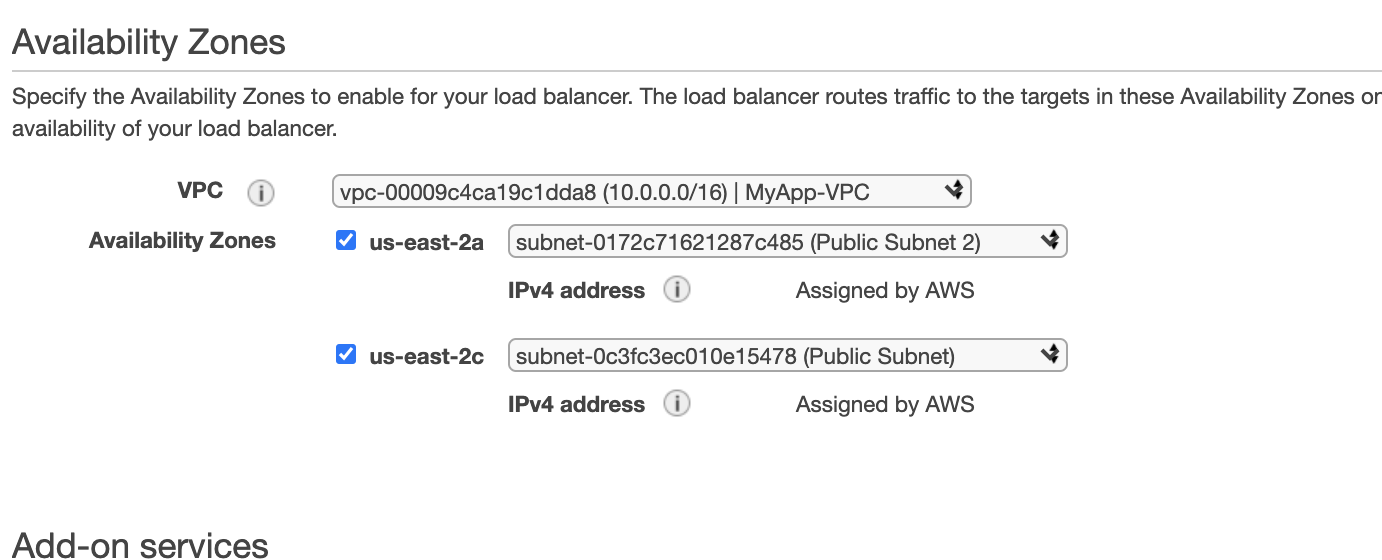 Availability Zones
Specify the Availability Zones to enable for your load balancer. The load balancer routes traffic to the targets in these Availability Zones or
availability of your load balancer.
VPC i vpc-00009c4ca19c1dda8 (10.0.0.0/16) | MyApp-VPC
Availability Zones us-east-2a subnet-0172c71621287c485 (Public Subnet 2)
IPv4 address i Assigned by AWS
us-east-2c subnet-0c3fc3ec010e15478 (Public Subnet)
IPv4 address i Assigned by AWS
Add-on services